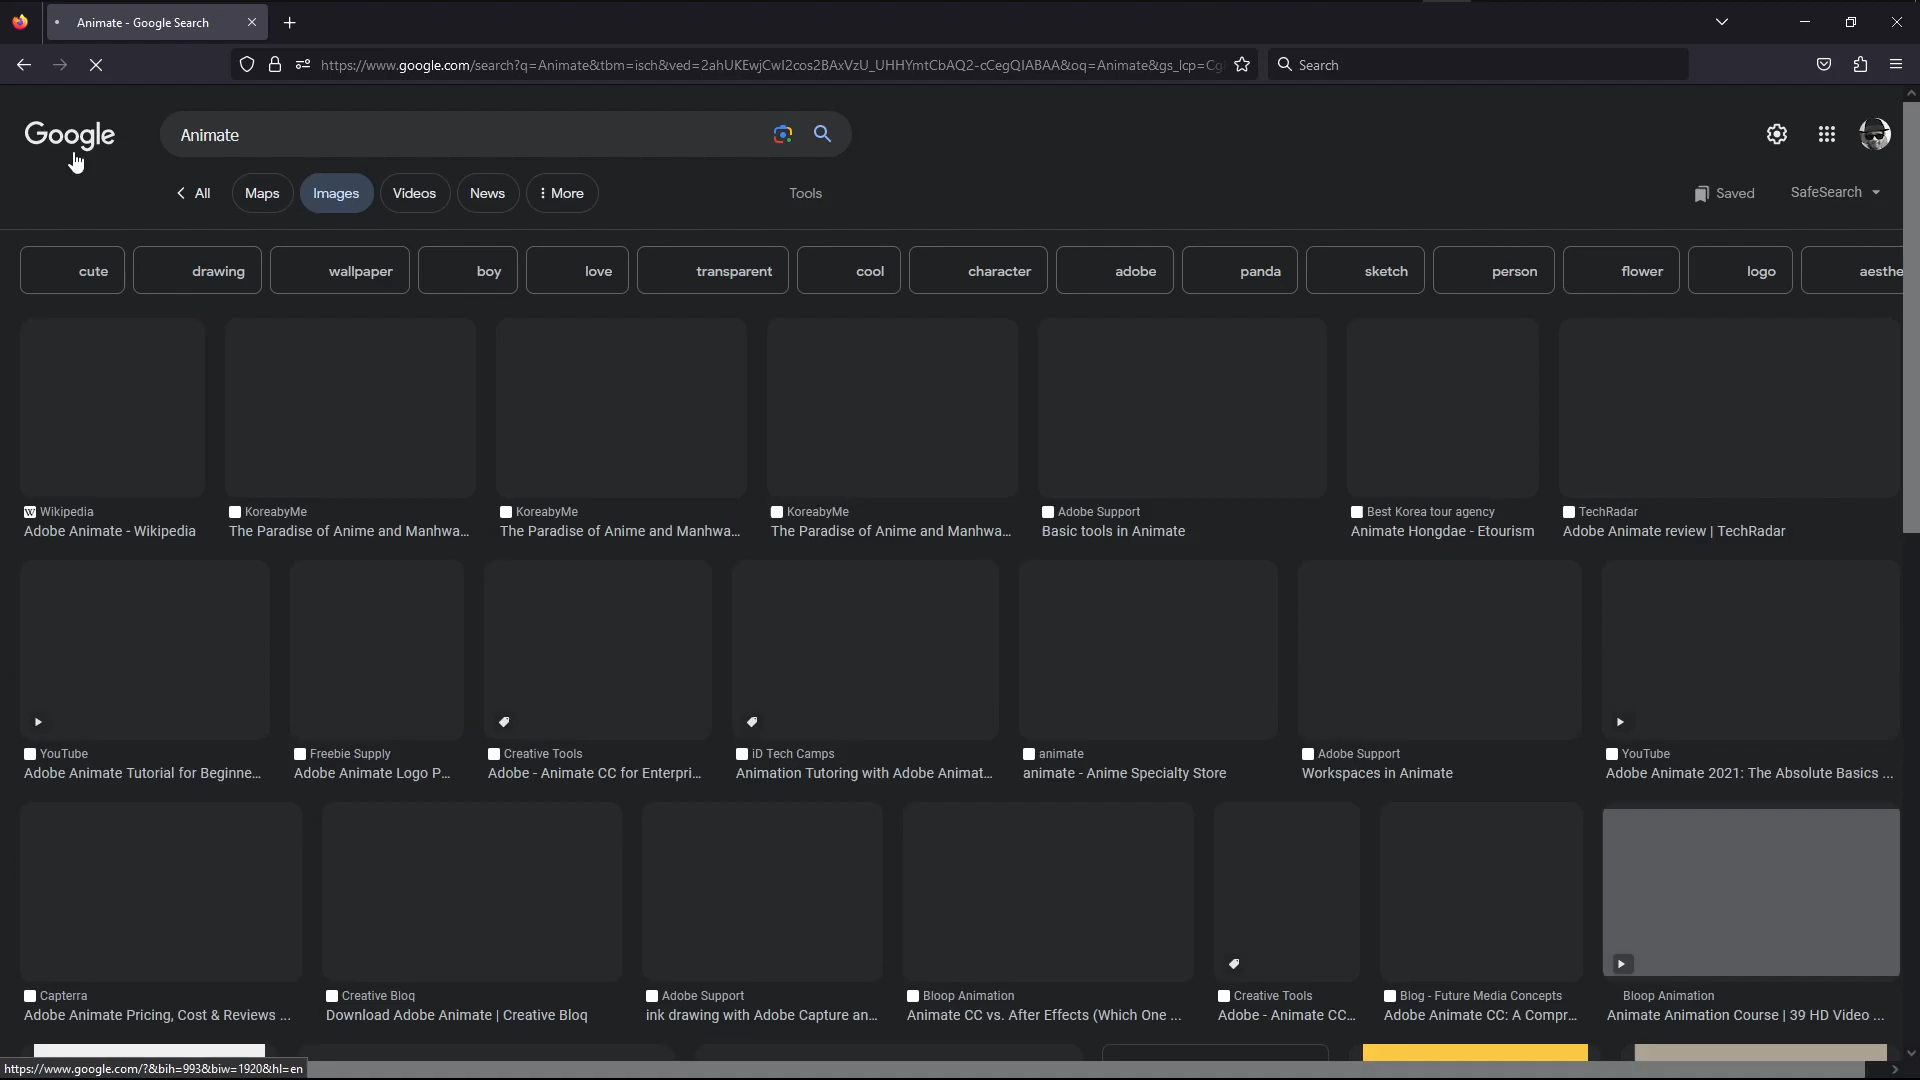 Animate - Google Search
https://www.google.com/search?q=Animate&tbm=isch&ved=2ahUKEwjCwI2cos2BAxVzU_UHHYmtCbAQ2-cCegQIABAA&oq=Animate&gs_lcp=Cg
Search
Google
Animate
All
Maps
Images
Videos
News
More
Tools
Saved
SafeSearch
cute
drawing
wallpaper
boy
love
transparent
cool
character
adobe
panda
sketch
person
flower
logo
aesthe
W Wikipedia
Adobe Animate - Wikipedia
KoreabyMe
The Paradise of Anime and Manhwa...
KoreabyMe
The Paradise of Anime and Manhwa...
KoreabyMe
The Paradise of Anime and Manhwa...
Adobe Support
Basic tools in Animate
Best Korea tour agency
Animate Hongdae - Etourism
TechRadar
Adobe Animate review | TechRadar
YouTube
Adobe Animate Tutorial for Beginne...
Freebie Supply
Adobe Animate Logo P...
Creative Tools
Adobe - Animate CC for Enterpri...
iD Tech Camps
Animation Tutoring with Adobe Animat...
animate
animate - Anime Specialty Store
Adobe Support
Workspaces in Animate
YouTube
Adobe Animate 2021: The Absolute Basics ...
Capterra
Adobe Animate Pricing, Cost & Reviews ...
Creative Bloq
Download Adobe Animate | Creative Bloq
Adobe Support
ink drawing with Adobe Capture an...
Bloop Animation
Animate CC vs. After Effects (Which One ...
Creative Tools
Adobe - Animate CC...
Blog - Future Media Concepts
Adobe Animate CC: A Compr...
Bloop Animation
Animate Animation Course | 39 HD Video ...
https://www.google.com/?&bih=993&biw=1920&hl=en